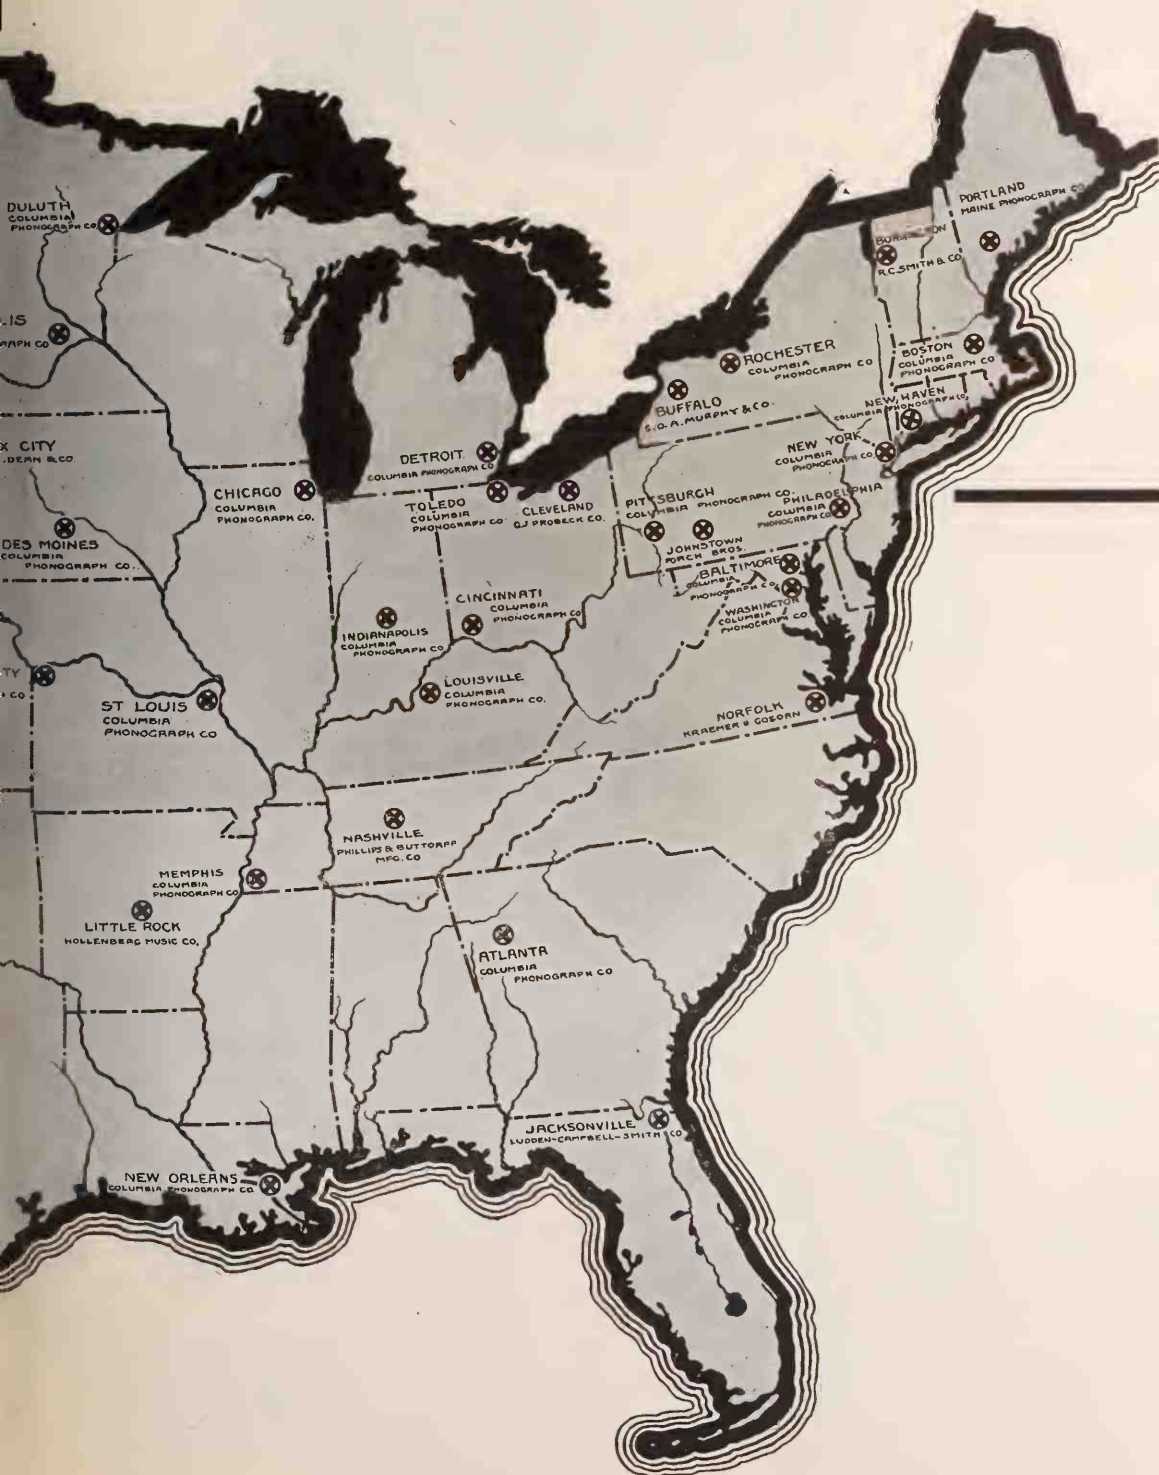 DULUTH
COLUMBIA
PHONOGRAPH CO.
PORTLAND
MAINE PHONOGRAPH CO
R.C. SMITH & CO.
ROCHESTER
COLUMBIA
PHONOGRAPH CO
BOSTON
COLUMBIA
PHONOGRAPH CO
BUFFALO
MURPHY & CO.
NEW HAVEN
COLUMBIA PHONOGRAPH CO.
NEW YORK
COLUMBIA
PHONOGRAPH CO.
X CITY
.DEAN & CO.
DETROIT
COLUMBIA PHONOGRAPH CO
CHICAGO
COLUMBIA
PHONOGRAPH CO.
TOLEDO
COLUMBIA
PHONOGRAPH CO.
CLEVELAND
PROBECK CO.
PITTSBURGH
COLUMBIA PHONOGRAPH CO.
PHILADELPHIA
COLUMBIA
PHONOGRAPH CO.
JOHNSTOWN
PORCH BROS.
DES MOINES
COLUMBIA
PHONOGRAPH CO.
BALTIMORE
COLUMBIA
PHONOGRAPH CO.
WASHINGTON
COLUMBIA
PHONOGRAPH CO.
CINCINNATI
COLUMBIA
PHONOGRAPH CO
INDIANAPOLIS
COLUMBIA
PHONOGRAPH CO.
TY
CO
LOUISVILLE
COLUMBIA
PHONOGRAPH CO.
ST LOUIS
COLUMBIA
PHONOGRAPH CO
NORFOLK
KRAEMER &
NASHVILLE
PHILLIPS & BUTTORFF
MFG. CO
MEMPHIS
COLUMBIA
PHONOGRAPH CO
LITTLE ROCK
HOLLENBERG MUSIC CO.
ATLANTA
COLUMBIA
PHONOGRAPH CO
JACKSONVILLE
LUDDEN-CAMPBELL-SMITH CO
NEW ORLEANS
COLUMBIA PHONOGRAPH CO.